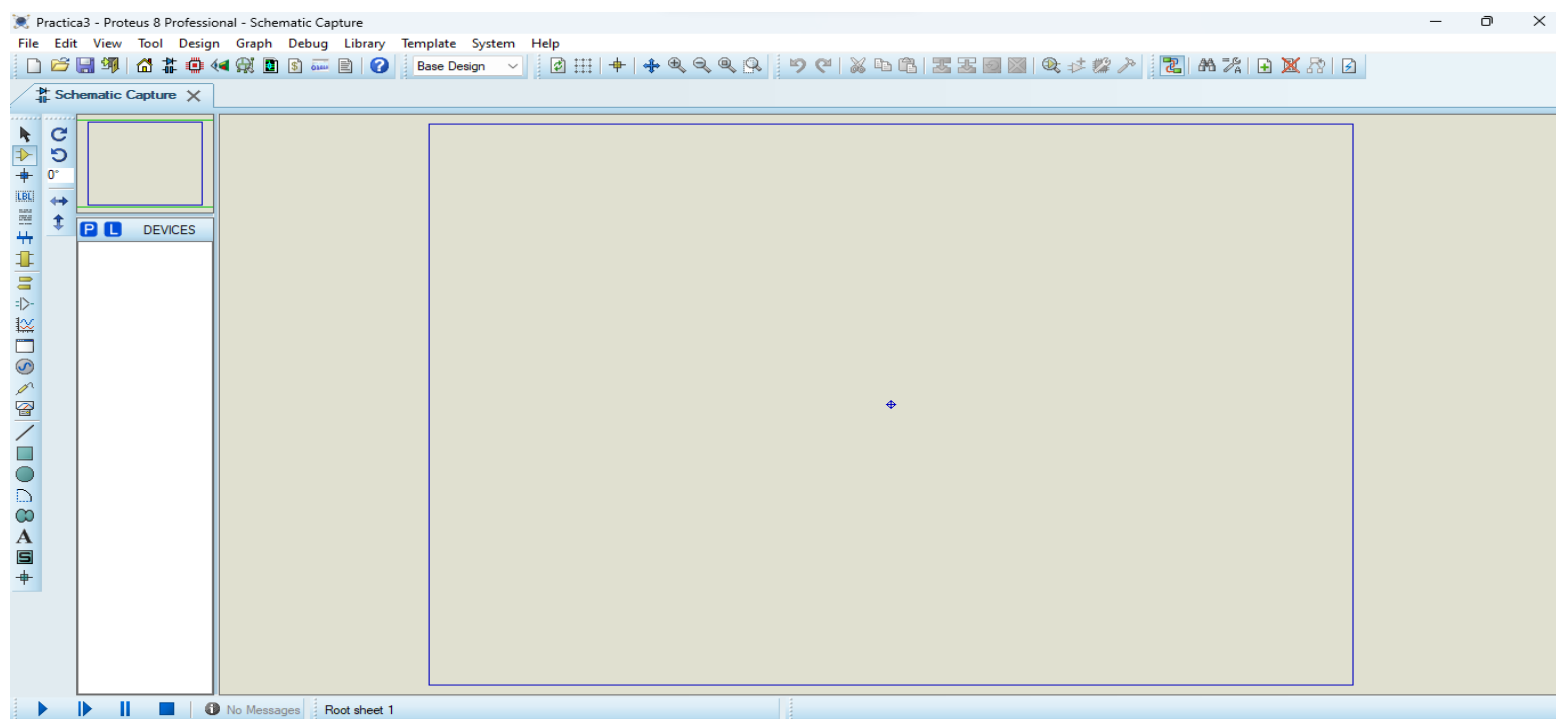 Practica3 - Proteus 8 Professional - Schematic Capture
File Edit View Tool Design Graph Debug Library Template System Help
Base Design
Schematic Capture
0°
LBL
P L DEVICES
A
S
No Messages Root sheet 1